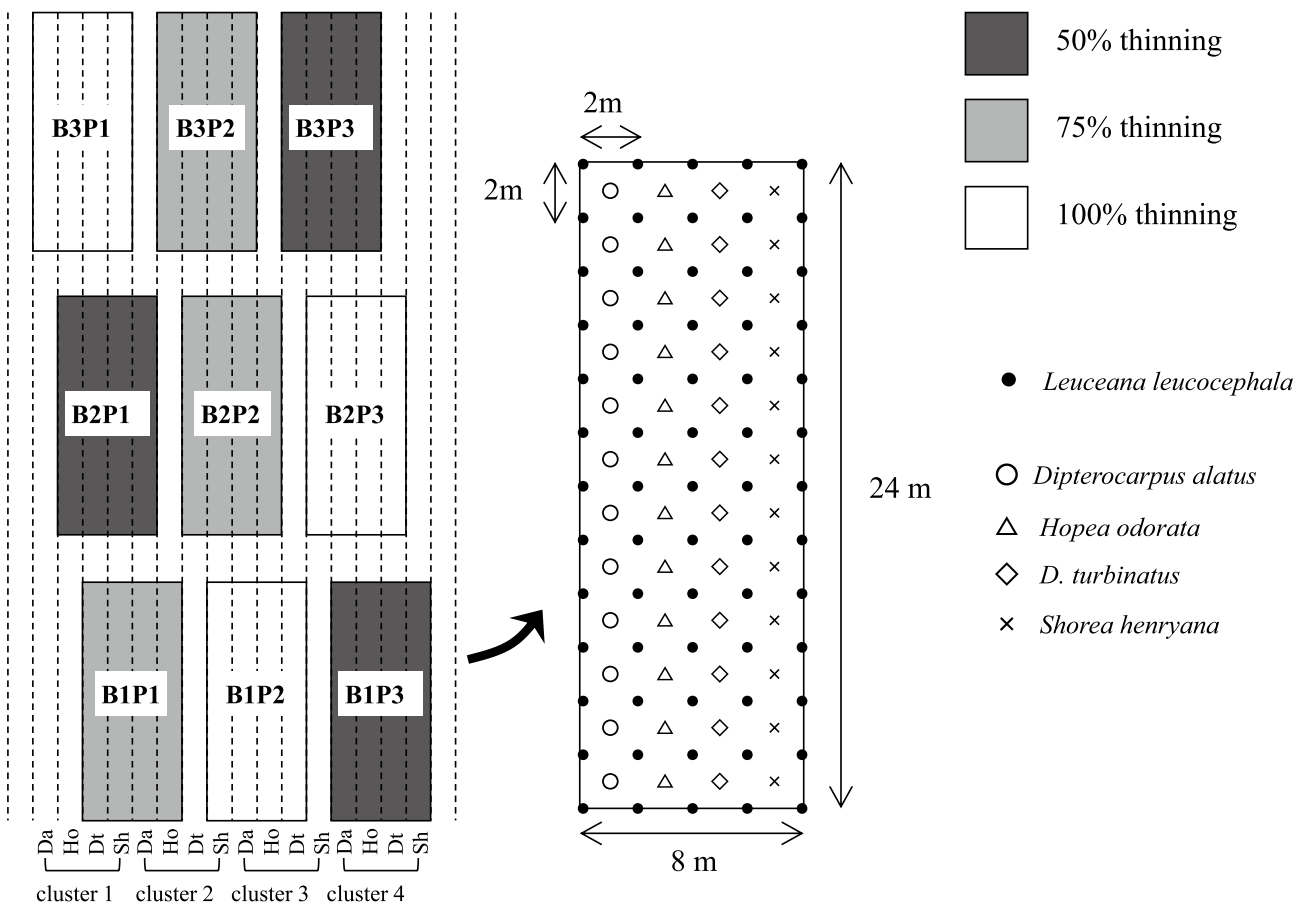 B3P1
B3P2
B3P3
B2P1
B2P2
B2P3
B1P1
B1P2
B1P3
Da
Ho
Dt
Sh
Da
Ho
Dt
Sh
Da
Ho
Dt
Sh
Da
Ho
Dt
Sh
cluster 1
cluster 2
cluster 3
cluster 4
2m
2m
24 m
8 m
50% thinning
75% thinning
100% thinning
Leuceana leucocephala
Dipterocarpus alatus
Hopea odorata
D. turbinatus
Shorea henryana